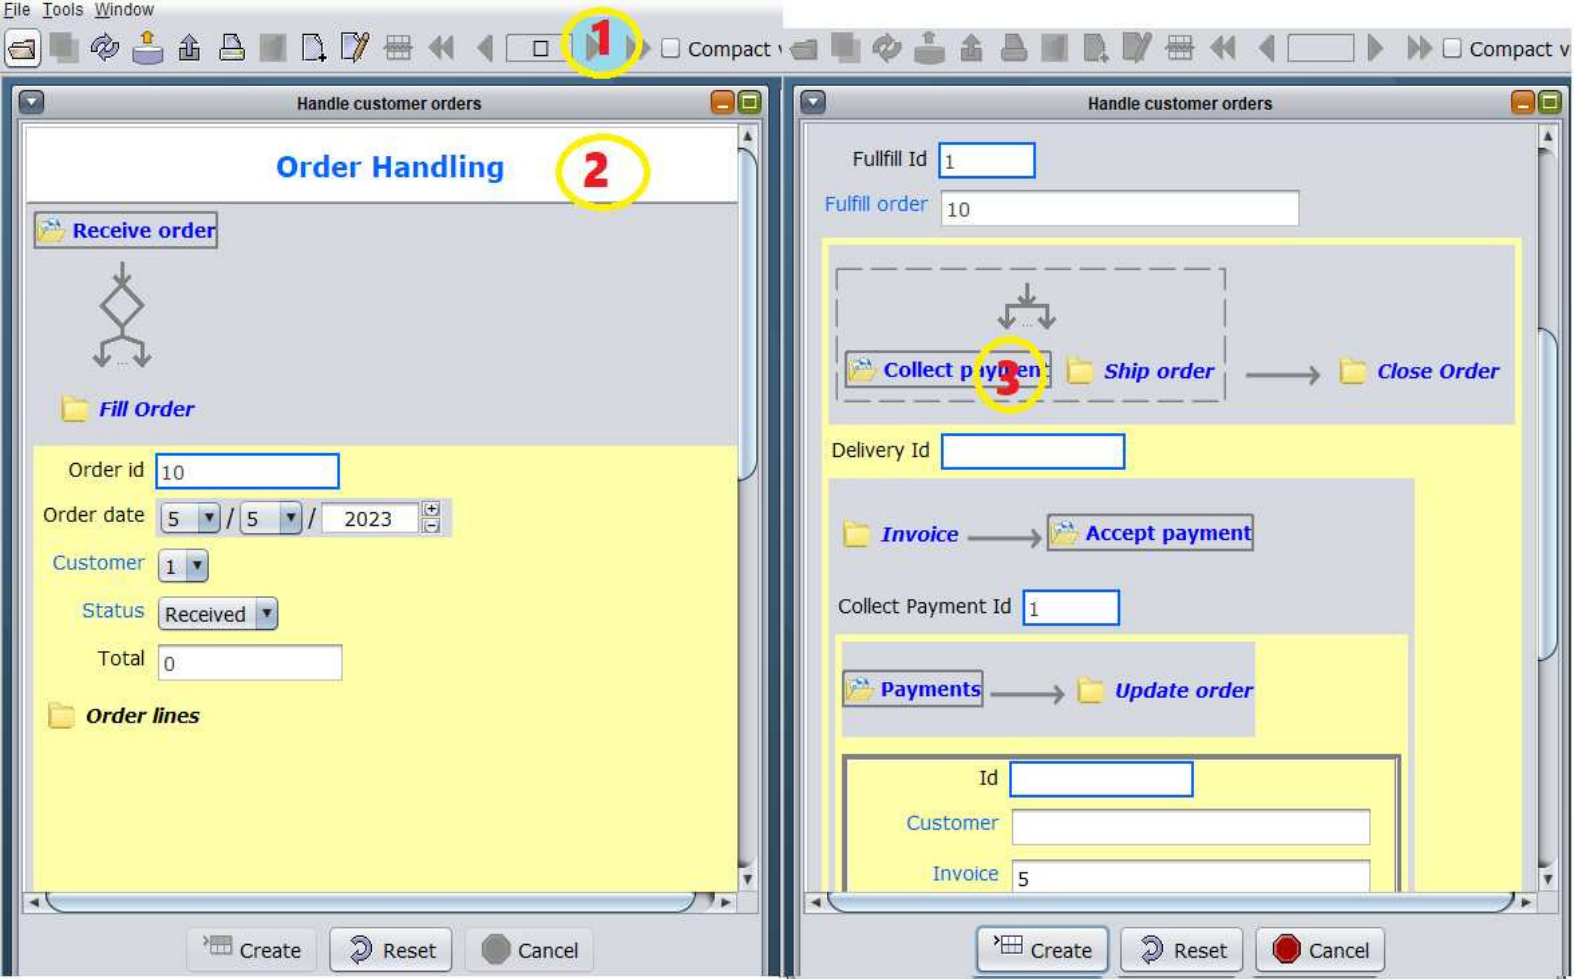 File Tools Window
1
Compact v
Handle customer orders
Order Handling
2
Receive order
...
Fill Order
Order id 10
Order date 5 / 5 / 2023
Customer 1
Status Received
Total 0
Order lines
Create Reset Cancel
Compact v
Handle customer orders
Fullfill Id 1
Fulfill order 10
...
Collect payment Ship order Close Order
3
Delivery Id
Invoice Accept payment
Collect Payment Id 1
Payments Update order
Id
Customer
Invoice 5
Create Reset Cancel